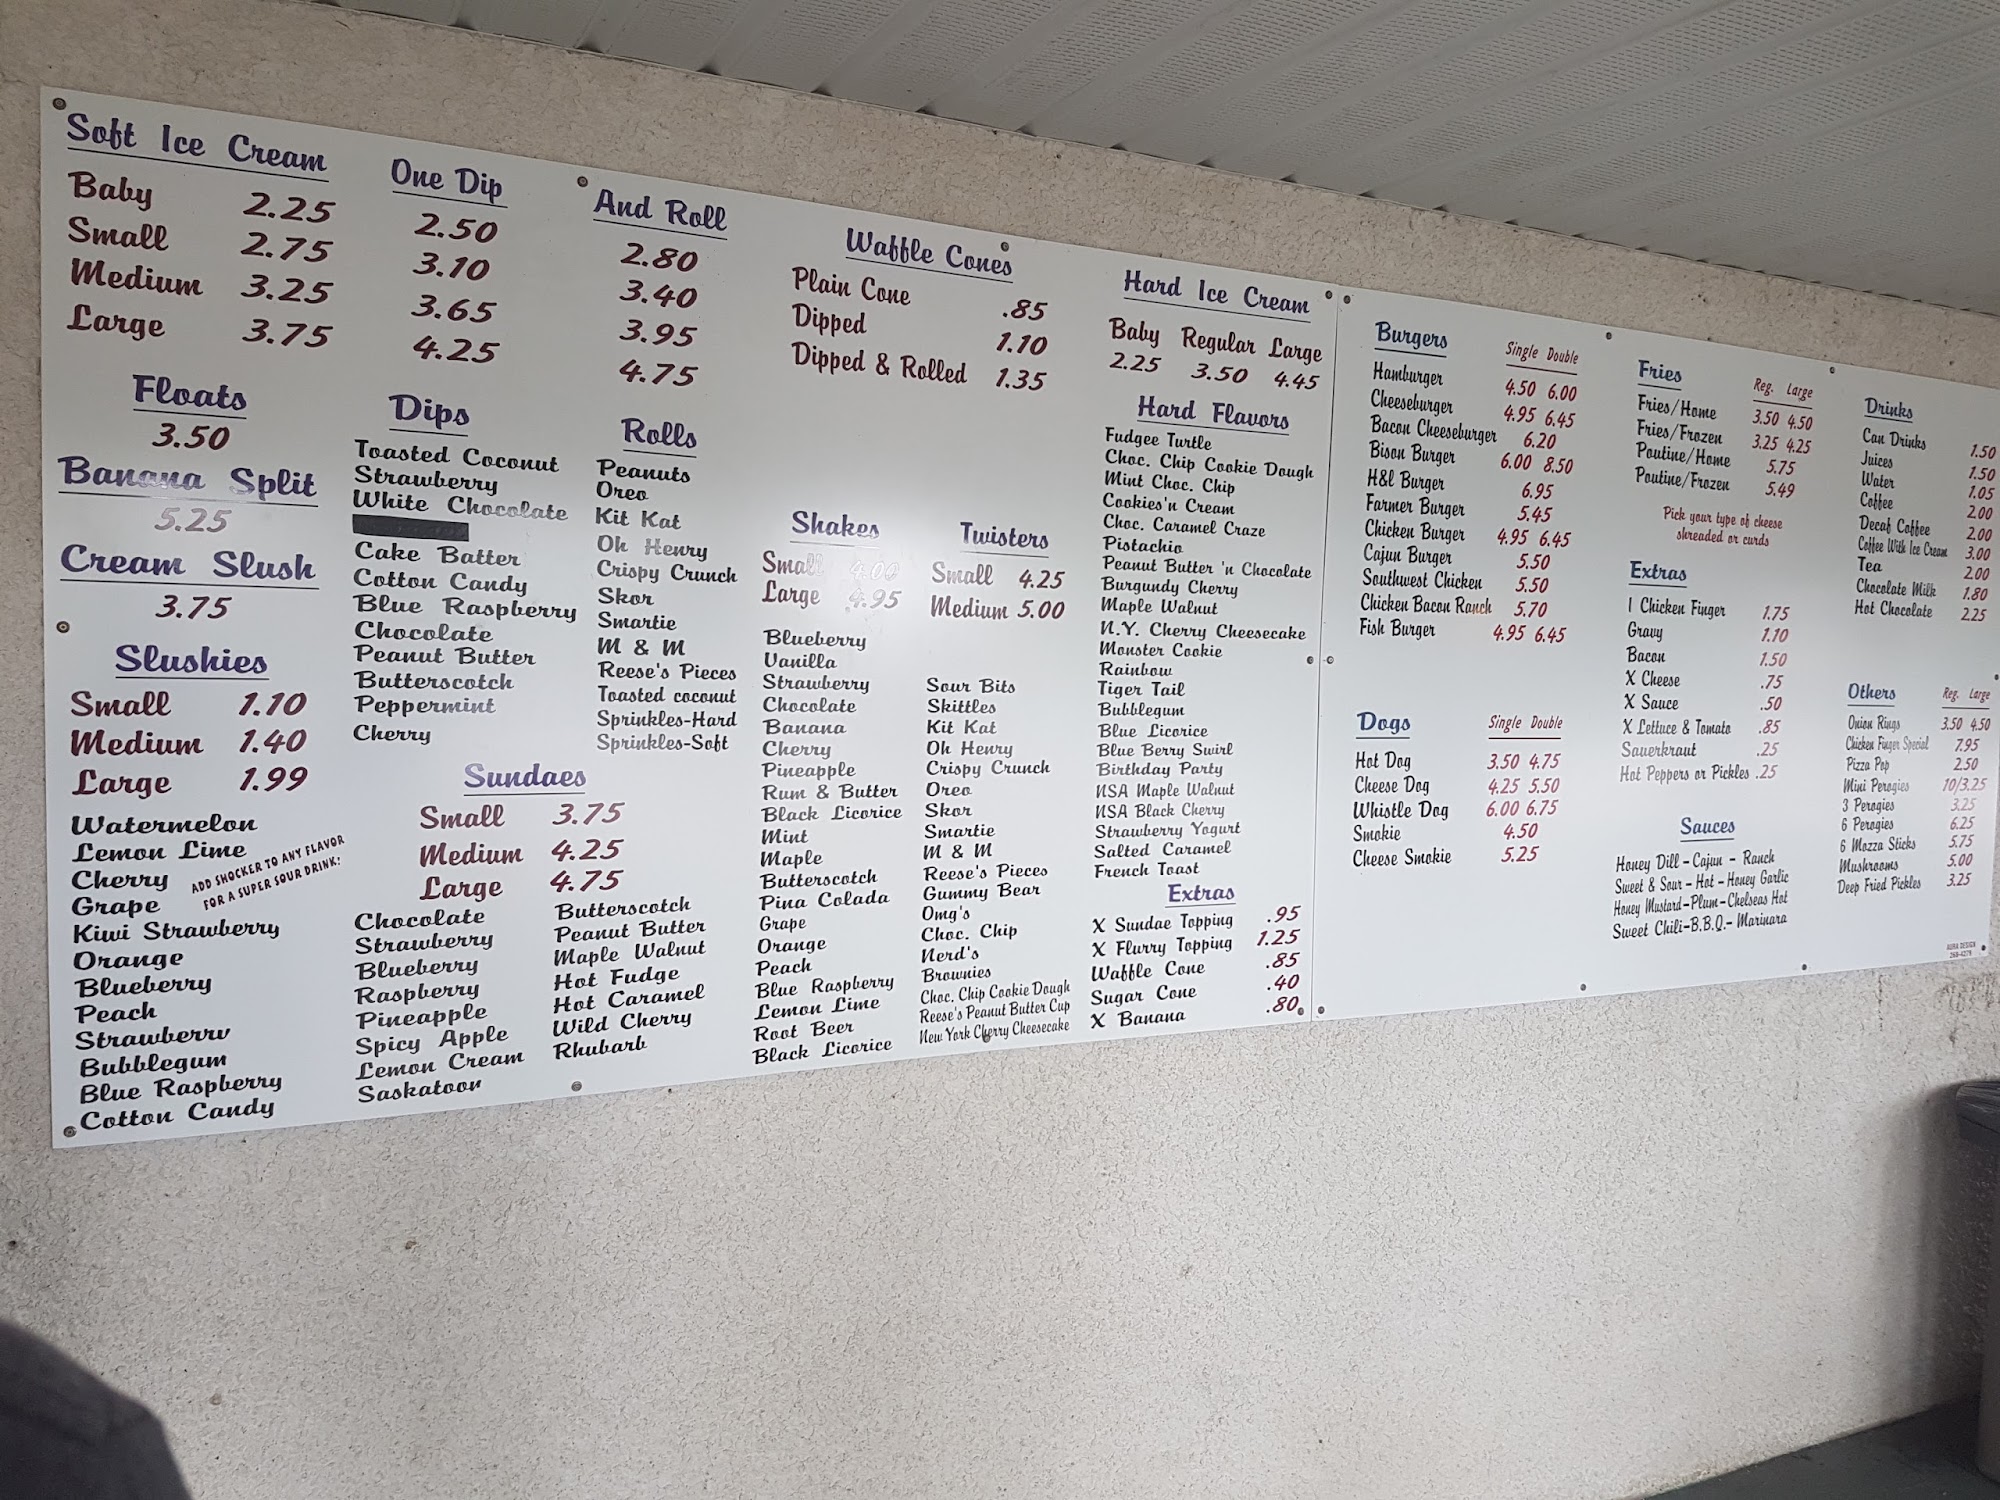 Soft Ice Cream
Baby 2.25
Small 2.75
Medium 3.25
Large 3.75
One Dip
2.50
3.10
3.65
4.25
And Roll
2.80
3.40
3.95
4.75
Floats
3.50
Banana Split
5.25
Cream Slush
3.75
Slushies
Small 1.10
Medium 1.40
Large 1.99
Watermelon
Lemon Lime
Cherry
Grape
Kiwi Strawberry
Orange
Blueberry
Peach
Strawberry
Bubblegum
Blue Raspberry
Cotton Candy
ADD SHOCKER TO ANY FLAVOR
FOR A SUPER SOUR DRINK!
Dips
Toasted Coconut
Strawberry
White Chocolate
Cake Batter
Cotton Candy
Blue Raspberry
Chocolate
Peanut Butter
Butterscotch
Peppermint
Cherry
Rolls
Peanuts
Oreo
Kit Kat
Oh Henry
Crispy Crunch
Skor
Smartie
M & M
Reese's Pieces
Toasted coconut
Sprinkles-Hard
Sprinkles-Soft
Sundaes
Small 3.75
Medium 4.25
Large 4.75
Chocolate
Strawberry
Blueberry
Raspberry
Pineapple
Spicy Apple
Lemon Cream
Saskatoon
Butterscotch
Peanut Butter
Maple Walnut
Hot Fudge
Hot Caramel
Wild Cherry
Rhubarb
Waffle Cones
Plain Cone .85
Dipped 1.10
Dipped & Rolled 1.35
Shakes
Small 4.00
Large 4.95
Blueberry
Vanilla
Strawberry
Chocolate
Banana
Cherry
Pineapple
Rum & Butter
Black Licorice
Mint
Maple
Butterscotch
Pina Colada
Grape
Orange
Peach
Blue Raspberry
Lemon Lime
Root Beer
Black Licorice
Twisters
Small 4.25
Medium 5.00
Sour Bits
Skittles
Kit Kat
Oh Henry
Crispy Crunch
Oreo
Skor
Smartie
M & M
Reese's Pieces
Gummy Bear
Omg's
Choc. Chip
Nerd's
Brownies
Choc. Chip Cookie Dough
Reese's Peanut Butter Cup
New York Cherry Cheesecake
Hard Ice Cream
Baby Regular Large
2.25 3.50 4.45
Hard Flavors
Fudgee Turtle
Choc. Chip Cookie Dough
Mint Choc. Chip
Cookies'n Cream
Choc. Caramel Craze
Pistachio
Peanut Butter 'n Chocolate
Burgundy Cherry
Maple Walnut
N.Y. Cherry Cheesecake
Monster Cookie
Rainbow
Tiger Tail
Bubblegum
Blue Licorice
Blue Berry Swirl
Birthday Party
NSA Maple Walnut
NSA Black Cherry
Strawberry Yogurt
Salted Caramel
French Toast
Extras
X Sundae Topping .95
X Flurry Topping 1.25
Waffle Cone .85
Sugar Cone .40
X Banana .80
Burgers
Single Double
Hamburger 4.50 6.00
Cheeseburger 4.95 6.45
Bacon Cheeseburger 6.20
Bison Burger 6.00 8.50
H&L Burger 6.95
Farmer Burger 5.45
Chicken Burger 4.95 6.45
Cajun Burger 5.50
Southwest Chicken 5.50
Chicken Bacon Ranch 5.70
Fish Burger 4.95 6.45
Dogs
Single Double
Hot Dog 3.50 4.75
Cheese Dog 4.25 5.50
Whistle Dog 6.00 6.75
Smokie 4.50
Cheese Smokie 5.25
Fries
Reg. Large
Fries/Home 3.50 4.50
Fries/Frozen 3.25 4.25
Poutine/Home 5.75
Poutine/Frozen 5.49
Pick your type of cheese
shreaded or curds
Extras
1 Chicken Finger 1.75
Gravy 1.10
Bacon 1.50
X Cheese .75
X Sauce .50
X Lettuce & Tomato .85
Sauerkraut .25
Hot Peppers or Pickles .25
Sauces
Honey Dill - Cajun - Ranch
Sweet & Sour - Hot - Honey Garlic
Honey Mustard - Plum - Chelseas Hot
Sweet Chili - B.B.Q. - Marinara
Drinks
Can Drinks 1.50
Juices 1.50
Water 1.05
Coffee 2.00
Decaf Coffee 2.00
Coffee With Ice Cream 3.00
Tea 2.00
Chocolate Milk 1.80
Hot Chocolate 2.25
Others
Reg. Large
Onion Rings 3.50 4.50
Chicken Finger Special 7.95
Pizza Pop 2.50
Mini Perogies 10/3.25
3 Perogies 3.25
6 Perogies 6.25
6 Mozza Sticks 5.75
Mushrooms 5.00
Deep Fried Pickles 3.25
AURA DESIGN
268-4279